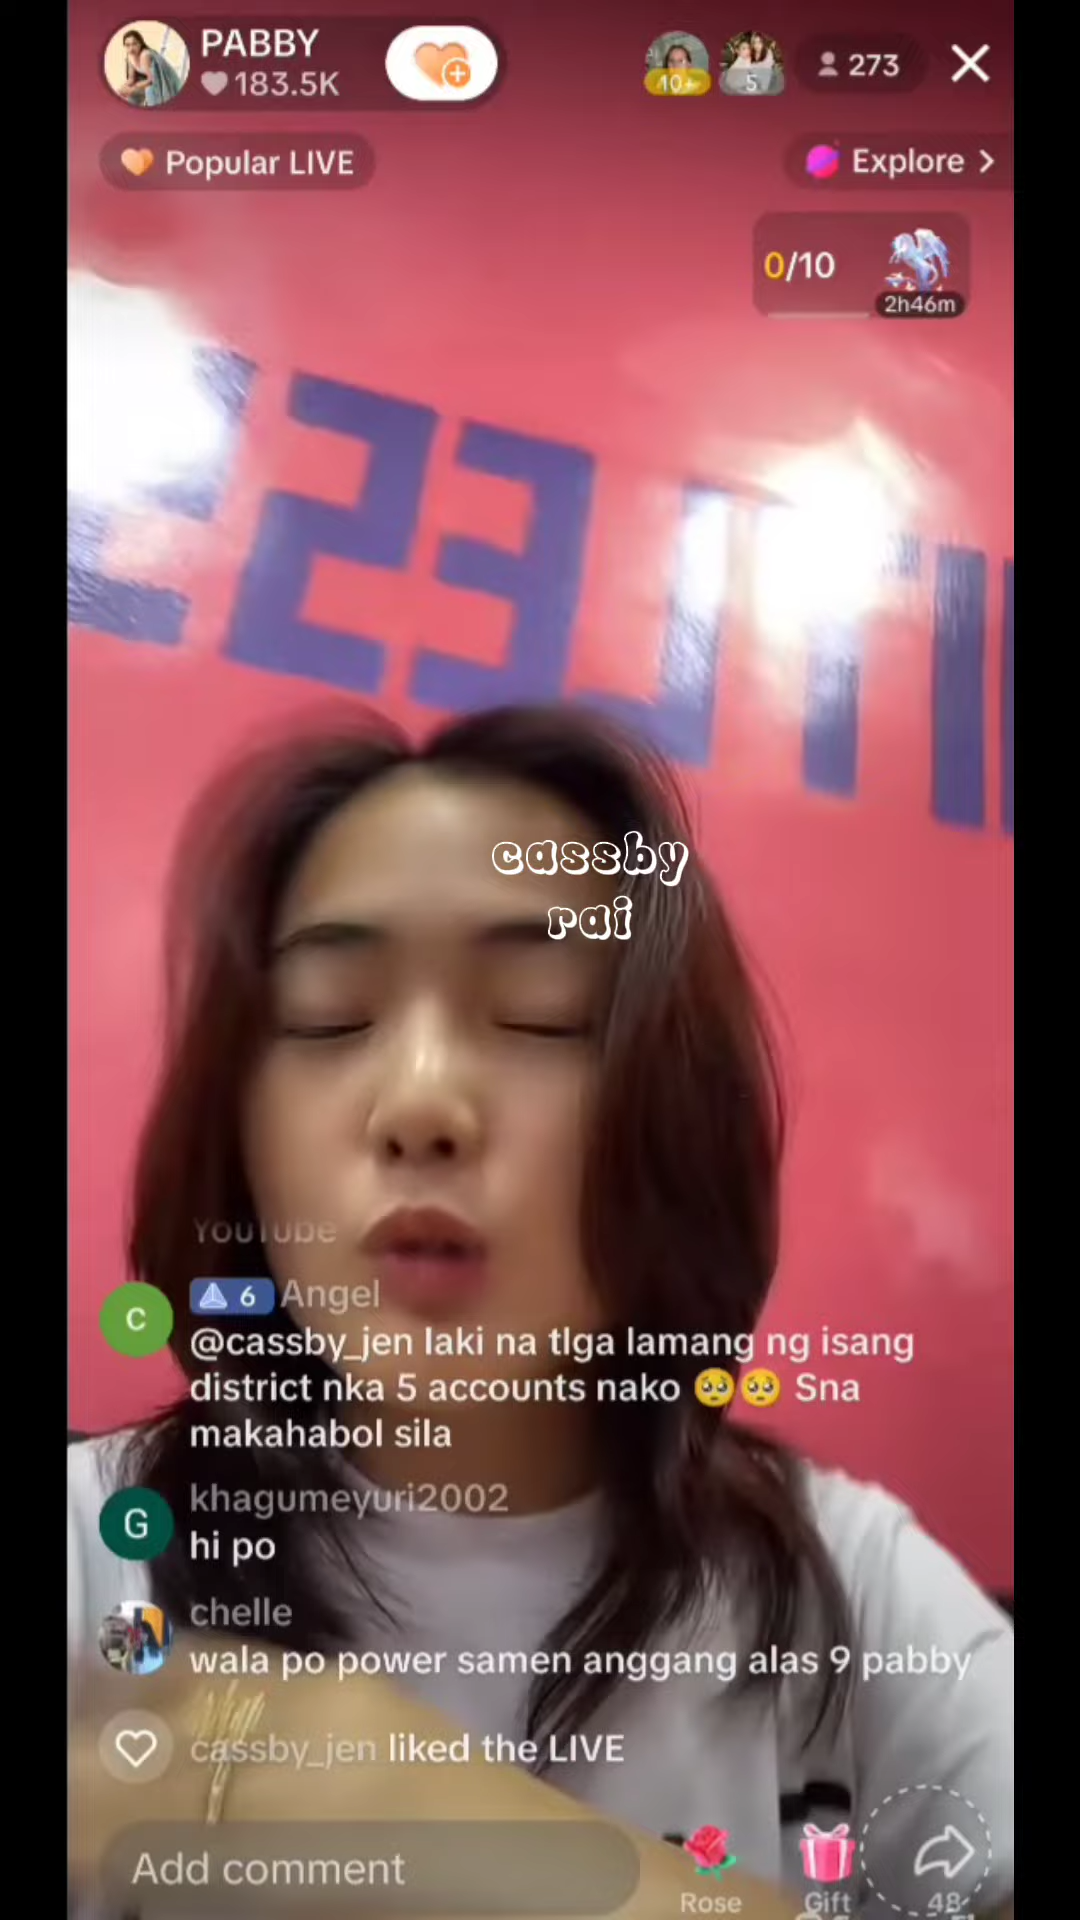 PABBY
183.5K
10+
5
273
Popular LIVE
Explore >
0/10
2h46m
23
cassby
rai
YouTube
6 Angel
C
@cassby_jen laki na tlga lamang ng isang
district nka 5 accounts nako 🥺🥺 Sna
makahabol sila
khagumeyuri2002
G
hi po
chelle
wala po power samen anggang alas 9 pabby
cassby_jen liked the LIVE
Add comment
Rose
Gift
48